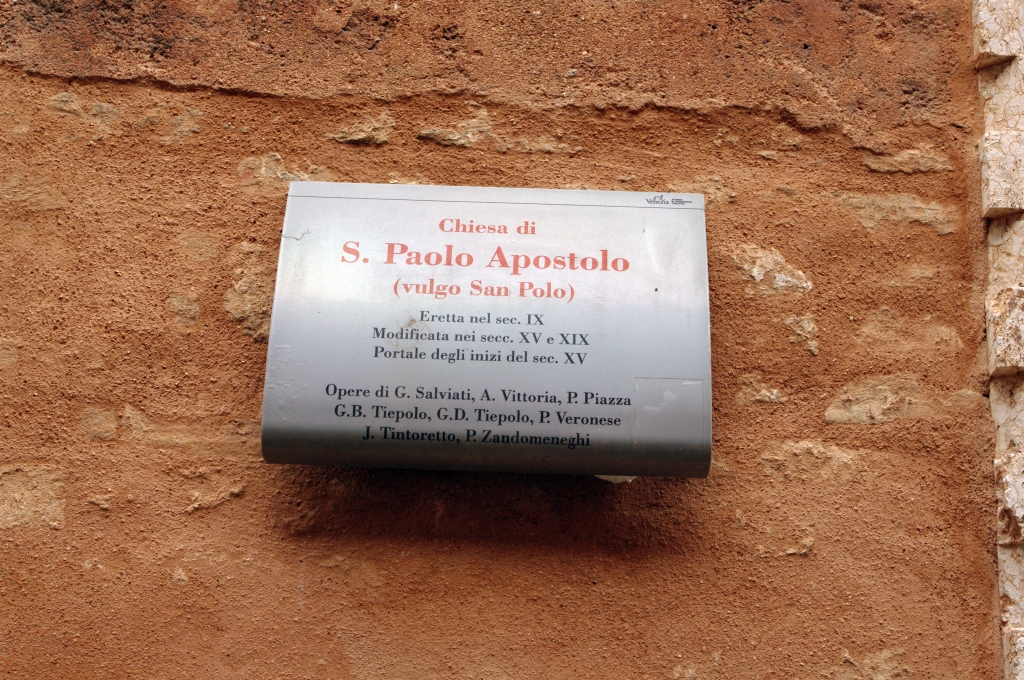 Venezia
Chiesa di
S. Paolo Apostolo
(vulgo San Polo)
Eretta nel sec. IX
Modificata nei secc. XV e XIX
Portale degli inizi del sec. XV
Opere di G. Salviati, A. Vittoria, P. Piazza
G.B. Tiepolo, G.D. Tiepolo, P. Veronese
J. Tintoretto, P. Zandomeneghi